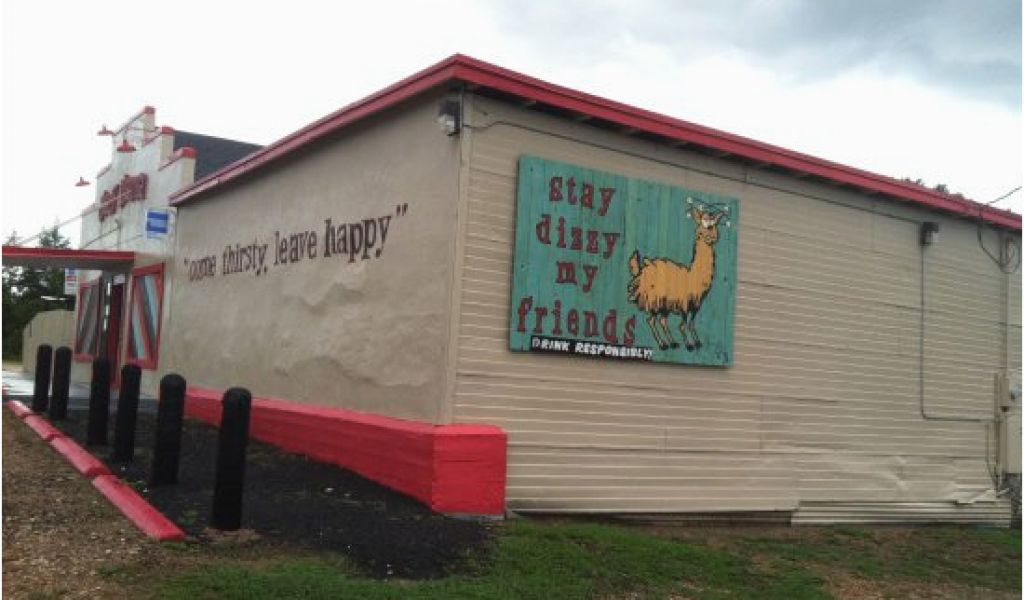 "come thirsty, leave happy"
stay
dizzy
my
friends
DRINK RESPONSIBLY!